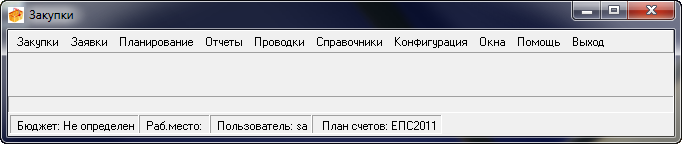 Закупки
Закупки Заявки Планирование Отчеты Проводки Справочники Конфигурация Окна Помощь Выход
Бюджет: Не определен Раб.место: Пользователь: sa План счетов: ЕПС2011